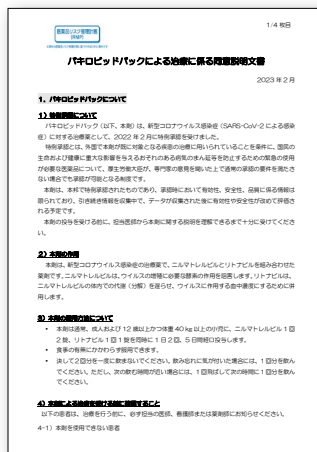 1/4 枚目
医薬品リスク管理計画
(RMP)
パキロビッドパックによる治療に係る同意説明文書
2023 年 2 月
1．パキロビッドパックについて
1）特例承認について
パキロビッドパック（以下、本剤）は、新型コロナウイルス感染症（SARS-CoV-2 による感染
症）に対する治療薬として、2022 年 2 月に特例承認を受けました。
特例承認とは、外国で本剤が既に対象となる疾患の治療に用いられていることを条件に、国民の
生命および健康に重大な影響を与えるおそれのある病気のまん延等を防止するための緊急の使用
が必要な医薬品について、厚生労働大臣が、専門家の意見を聞いた上で通常の承認の要件を満たさ
ない場合でも承認が可能となる制度です。
本剤は、本邦で特例承認されたものであり、承認時において有効性、安全性、品質に係る情報は
限られており、引き続き情報を収集中で、データが収集された後に有効性や安全性が改めて評価さ
れる予定です。
本剤の投与を受ける前に、担当医師から本剤に関する説明を理解できるまで十分に受けてくださ
い。
2）本剤の作用
本剤は、新型コロナウイルス感染症の治療薬で、ニルマトレルビルとリトナビルを組み合わせた
薬剤です。ニルマトレルビルは、ウイルスの増殖に必要な酵素の作用を阻害します。リトナビルは、
ニルマトレルビルの体内での代謝（分解）を遅らせ、ウイルスに作用する血中濃度にするために併
用します。
3）本剤の服用方法について
• 本剤は通常、成人および 12 歳以上かつ体重 40 kg 以上の小児に、ニルマトレルビル 1 回
2 錠、リトナビル 1 回 1 錠を同時に 1 日 2 回、5 日間経口投与します。
• 食事の有無にかかわらず服用できます。
• 決して 2 回分を一度に飲まないでください。飲み忘れに気が付いた場合には、1 回分を飲ん
でください。ただし、次の飲む時間が近い場合には、1 回飛ばして次の時間に 1 回分を飲ん
でください。
4）本剤による治療を受ける前に確認すること
以下の患者は、治療を行う前に、必ず担当の医師、看護師または薬剤師にお知らせください。
4-1）本剤を使用できない患者